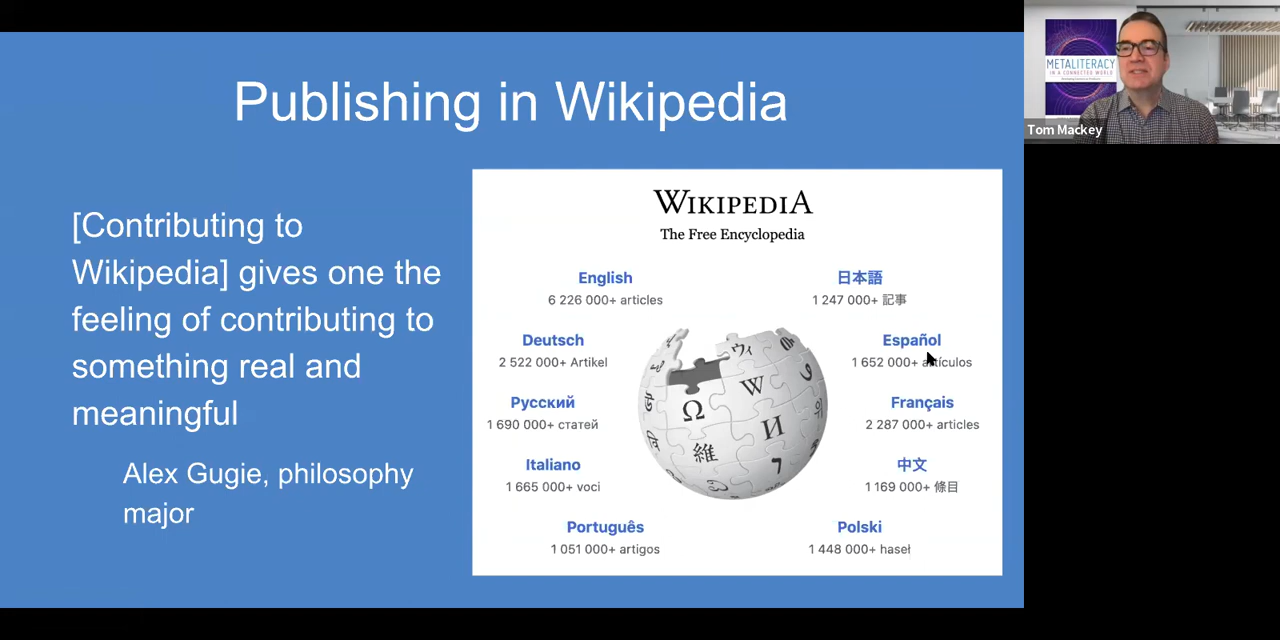 Publishing in Wikipedia
[Contributing to
Wikipedia] gives one the
feeling of contributing to
something real and
meaningful
Alex Gugie, philosophy
major
WIKIPEDIA
The Free Encyclopedia
English
6 226 000+ articles
日本語
1 247 000+ 記事
Deutsch
2 522 000+ Artikel
Español
1 652 000+ artículos
Русский
1 690 000+ статей
Français
2 287 000+ articles
Italiano
1 665 000+ voci
中文
1 169 000+ 條目
Português
1 051 000+ artigos
Polski
1 448 000+ haseł
Ω
W
И
維
ウィ
METALITERACY
IN A CONNECTED WORLD
Tom Mackey